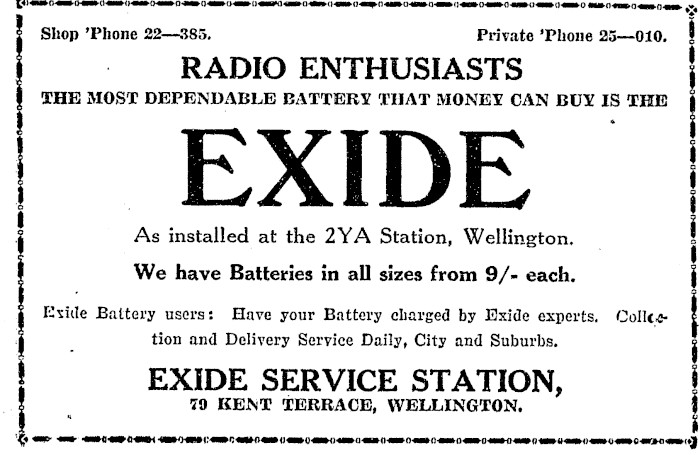 Shop 'Phone 22—385. Private 'Phone 25—010.
RADIO ENTHUSIASTS
THE MOST DEPENDABLE BATTERY THAT MONEY CAN BUY IS THE
EXIDE
As installed at the 2YA Station, Wellington.
We have Batteries in all sizes from 9/- each.
Exide Battery users: Have your Battery charged by Exide experts. Collec-
tion and Delivery Service Daily, City and Suburbs.
EXIDE SERVICE STATION,
79 KENT TERRACE, WELLINGTON.